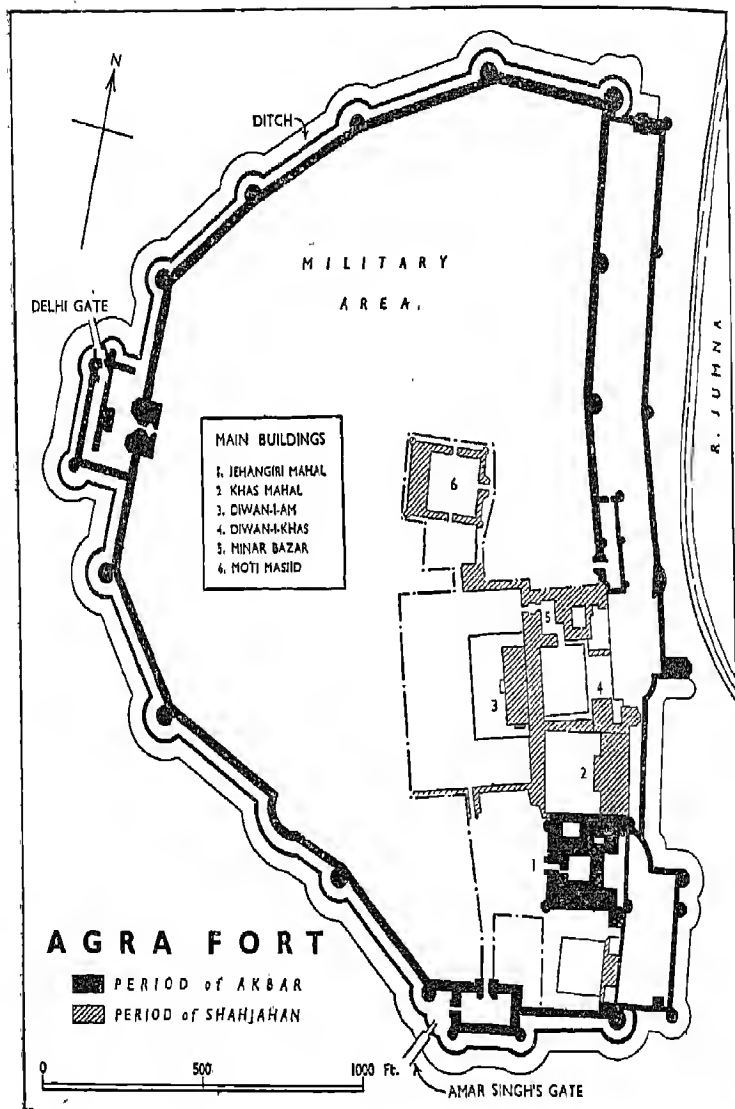 N
DITCH
MILITARY
AREA.
DELHI GATE
R. JUMNA
MAIN BUILDINGS
1. JEHANGIRI MAHAL
2 KHAS MAHAL
3. DIWAN-I-AM
4. DIWAN-I-KHAS
5. MINAR BAZAR
6. MOTI MASJID
6
5
3
4
2
1
AGRA FORT
PERIOD of AKBAR
PERIOD of SHAHJAHAN
0 500 1000 Ft.
AMAR SINGH'S GATE